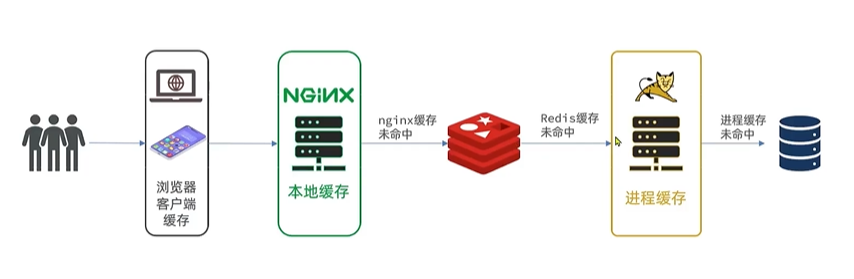 浏览器
客户端
缓存
NGINX
本地缓存
nginx缓存
未命中
Redis缓存
未命中
进程缓存
进程缓存
未命中